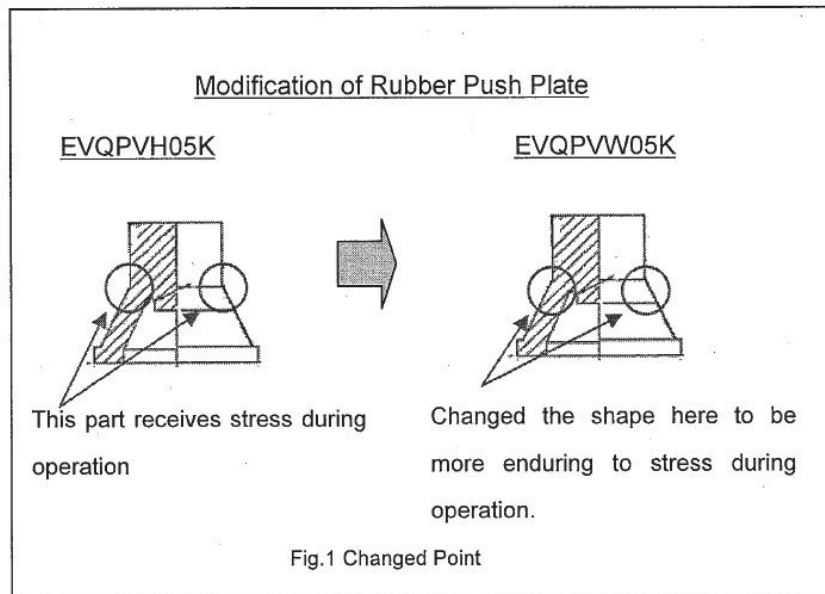 Modification of Rubber Push Plate
EVQPVH05K
EVQPVW05K
This part receives stress during
operation
Changed the shape here to be
more enduring to stress during
operation.
Fig.1 Changed Point